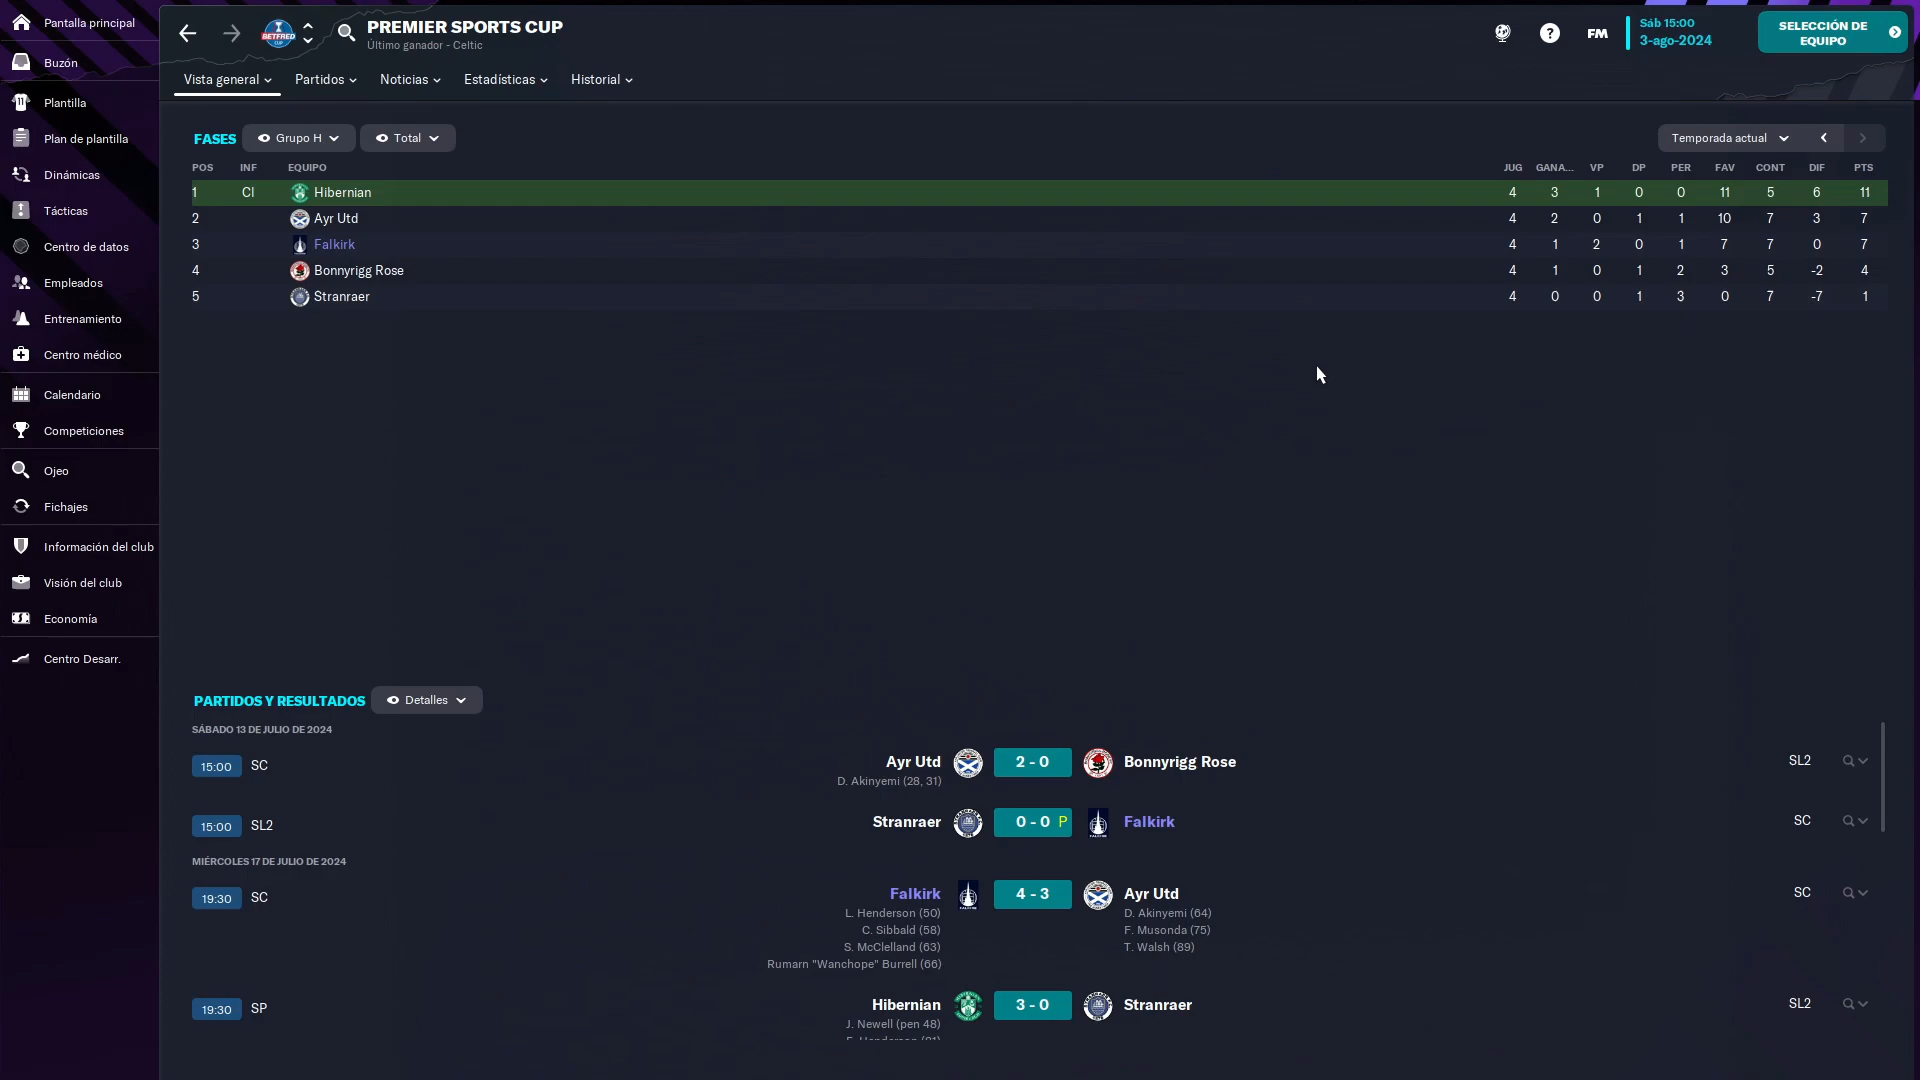 Pantalla principal
Buzón
Plantilla
Plan de plantilla
Dinámicas
Tácticas
Centro de datos
Empleados
Entrenamiento
Centro médico
Calendario
Competiciones
Ojeo
Fichajes
Información del club
Visión del club
Economía
Centro Desarr.
BETFRED CUP
PREMIER SPORTS CUP
Último ganador - Celtic
FM
Sáb 15:00
3-ago-2024
SELECCIÓN DE EQUIPO
Vista general Partidos Noticias Estadísticas Historial
FASES Grupo H Total Temporada actual
POS INF EQUIPO JUG GANA... VP DP PER FAV CONT DIF PTS
1 CI Hibernian 4 3 1 0 0 11 5 6 11
2 Ayr Utd 4 2 0 1 1 10 7 3 7
3 Falkirk 4 1 2 0 1 7 7 0 7
4 Bonnyrigg Rose 4 1 0 1 2 3 5 -2 4
5 Stranraer 4 0 0 1 3 0 7 -7 1
PARTIDOS Y RESULTADOS Detalles
SÁBADO 13 DE JULIO DE 2024
15:00 SC Ayr Utd 2 - 0 Bonnyrigg Rose SL2
D. Akinyemi (28, 31)
15:00 SL2 Stranraer 0 - 0 P Falkirk SC
MIÉRCOLES 17 DE JULIO DE 2024
19:30 SC Falkirk 4 - 3 Ayr Utd SC
L. Henderson (50) D. Akinyemi (64)
C. Sibbald (58) F. Musonda (75)
S. McClelland (63) T. Walsh (89)
Rumarn "Wanchope" Burrell (66)
19:30 SP Hibernian 3 - 0 Stranraer SL2
J. Newell (pen 48)